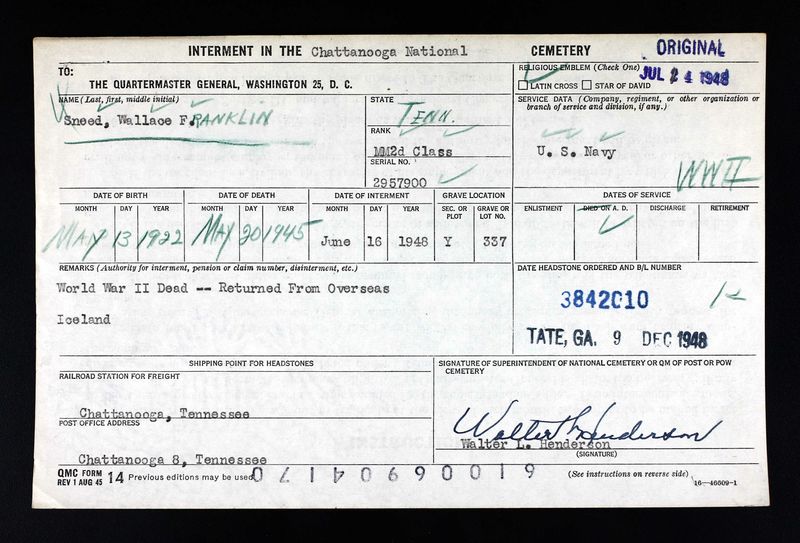 INTERMENT IN THE Chattanooga National CEMETERY
ORIGINAL
JUL 24 1948
TO:
THE QUARTERMASTER GENERAL, WASHINGTON 25, D. C.
RELIGIOUS EMBLEM (Check One)
LATIN CROSS STAR OF DAVID
NAME (Last, first, middle initial)
Sneed, Wallace F.RANKLIN
STATE
TENN.
RANK
MM2d Class
SERIAL NO.
2957900
SERVICE DATA (Company, regiment, or other organization or
branch of service and division, if any.)
U. S. Navy
WWII
DATE OF BIRTH
MONTH DAY YEAR
MAY 13 1922
DATE OF DEATH
MONTH DAY YEAR
MAY 20 1945
DATE OF INTERMENT
MONTH DAY YEAR
June 16 1948
GRAVE LOCATION
SEC. OR PLOT
Y
GRAVE OR LOT NO.
337
DATES OF SERVICE
ENLISTMENT DIED ON A. D. DISCHARGE RETIREMENT
REMARKS (Authority for interment, pension or claim number, disinterment, etc.)
World War II Dead -- Returned From Overseas
Iceland
DATE HEADSTONE ORDERED AND B/L NUMBER
3842010
TATE, GA. 9 DEC 1948
SHIPPING POINT FOR HEADSTONES
RAILROAD STATION FOR FREIGHT
Chattanooga, Tennessee
POST OFFICE ADDRESS
Chattanooga 8, Tennessee
SIGNATURE OF SUPERINTENDENT OF NATIONAL CEMETERY OR QM OF POST OR POW
CEMETERY
Walter L Henderson
Walter L. Henderson
(SIGNATURE)
QMC FORM
REV 1 AUG 45 14 Previous editions may be used
61006904170
(See instructions on reverse side)
16—46609-1